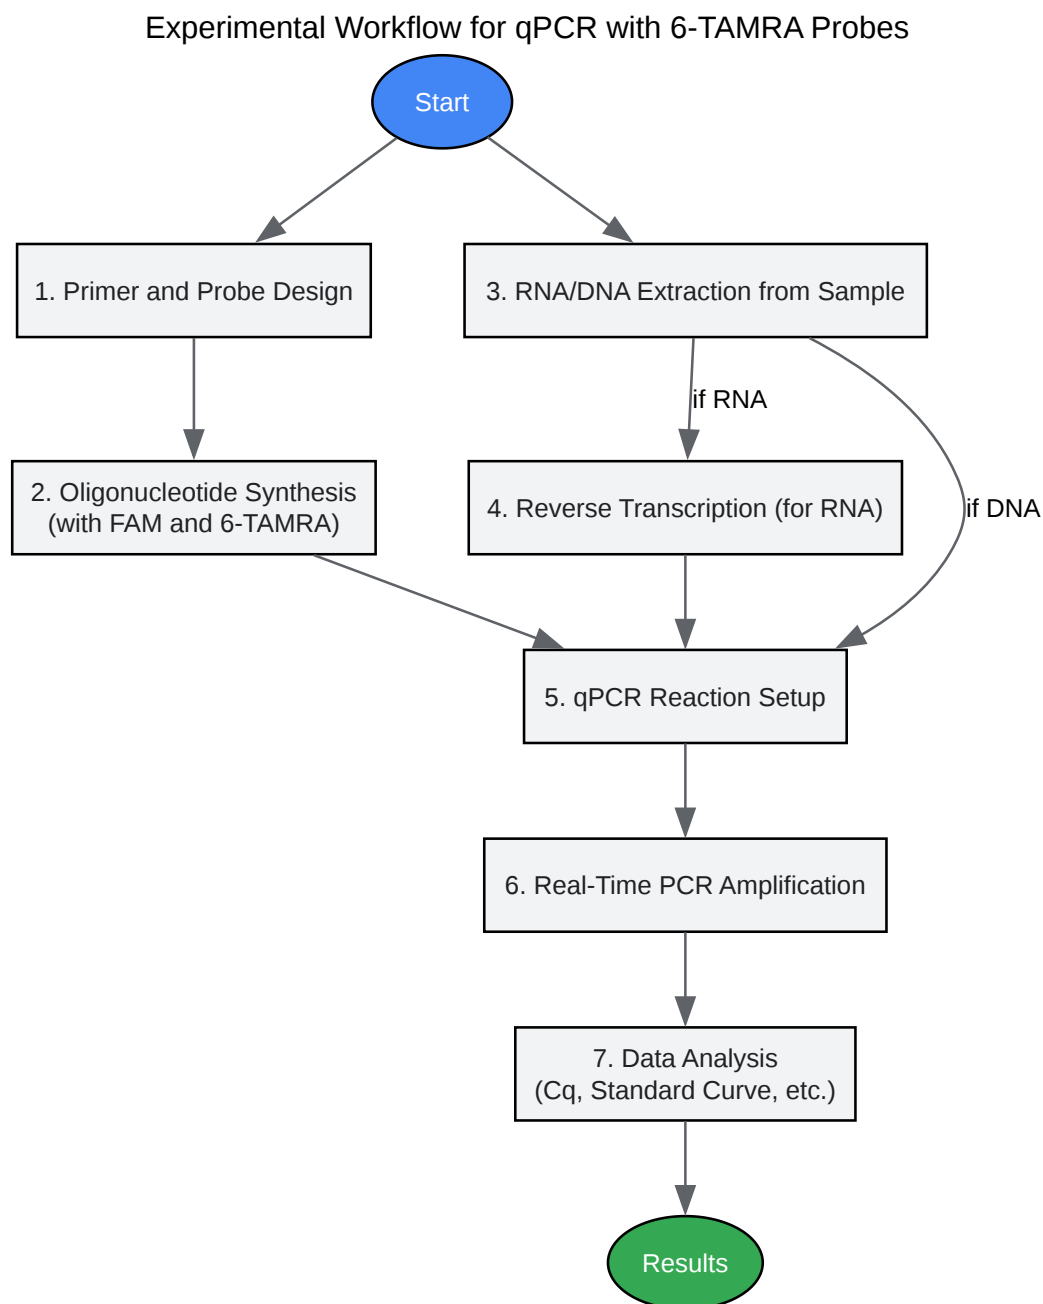 Experimental Workflow for qPCR with 6-TAMRA Probes
Start
1. Primer and Probe Design
3. RNA/DNA Extraction from Sample
if RNA
2. Oligonucleotide Synthesis
(with FAM and 6-TAMRA)
4. Reverse Transcription (for RNA)
if DNA
5. qPCR Reaction Setup
6. Real-Time PCR Amplification
7. Data Analysis
(Cq, Standard Curve, etc.)
Results